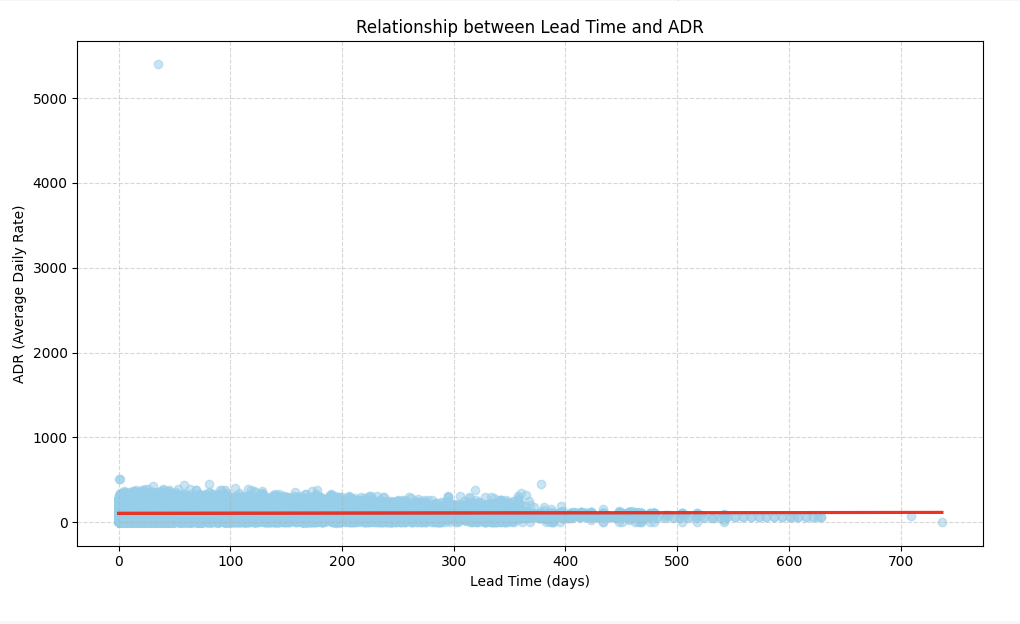 Relationship between Lead Time and ADR
ADR (Average Daily Rate)
5000
4000
3000
2000
1000
0
0 100 200 300 400 500 600 700
Lead Time (days)